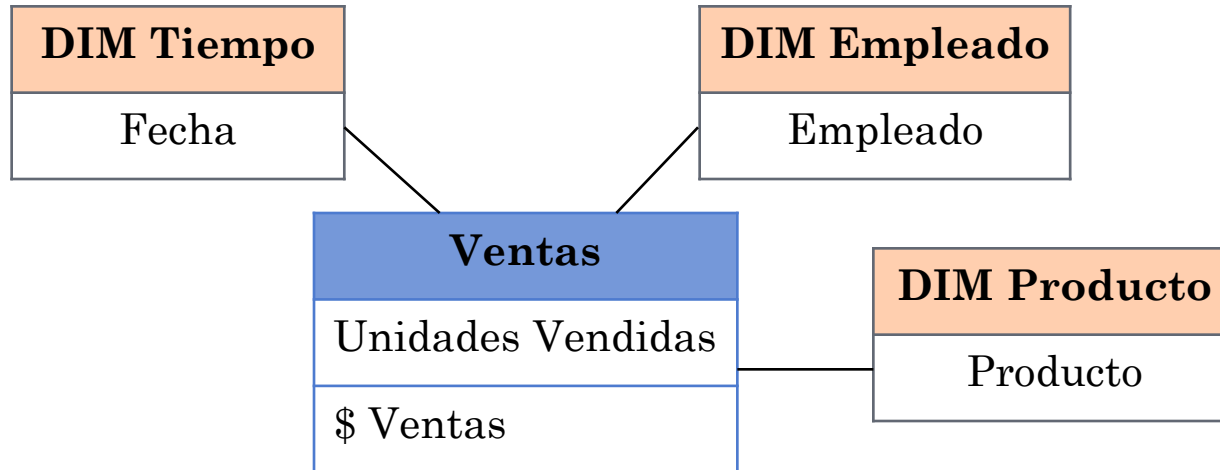 DIM Tiempo
Fecha
DIM Empleado
Empleado
Ventas
Unidades Vendidas
$ Ventas
DIM Producto
Producto